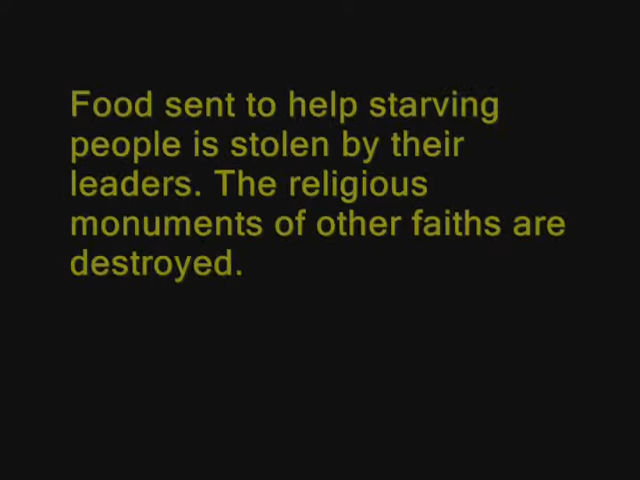 Food sent to help starving
people is stolen by their
leaders. The religious
monuments of other faiths are
destroyed.